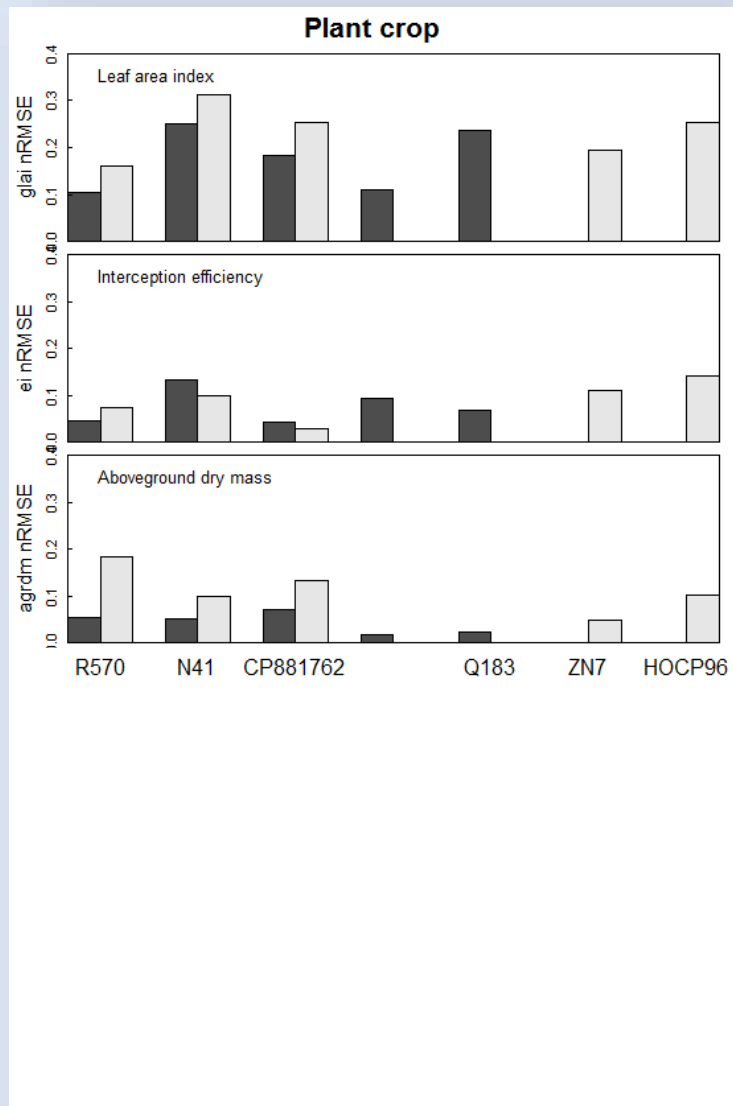 Plant crop
Leaf area index
glai nRMSE
0.4
0.3
0.2
0.1
0.0
Interception efficiency
ei nRMSE
0.4
0.3
0.2
0.1
0.0
Aboveground dry mass
agrdm nRMSE
0.4
0.3
0.2
0.1
0.0
R570 N41 CP881762 Q183 ZN7 HOCP96